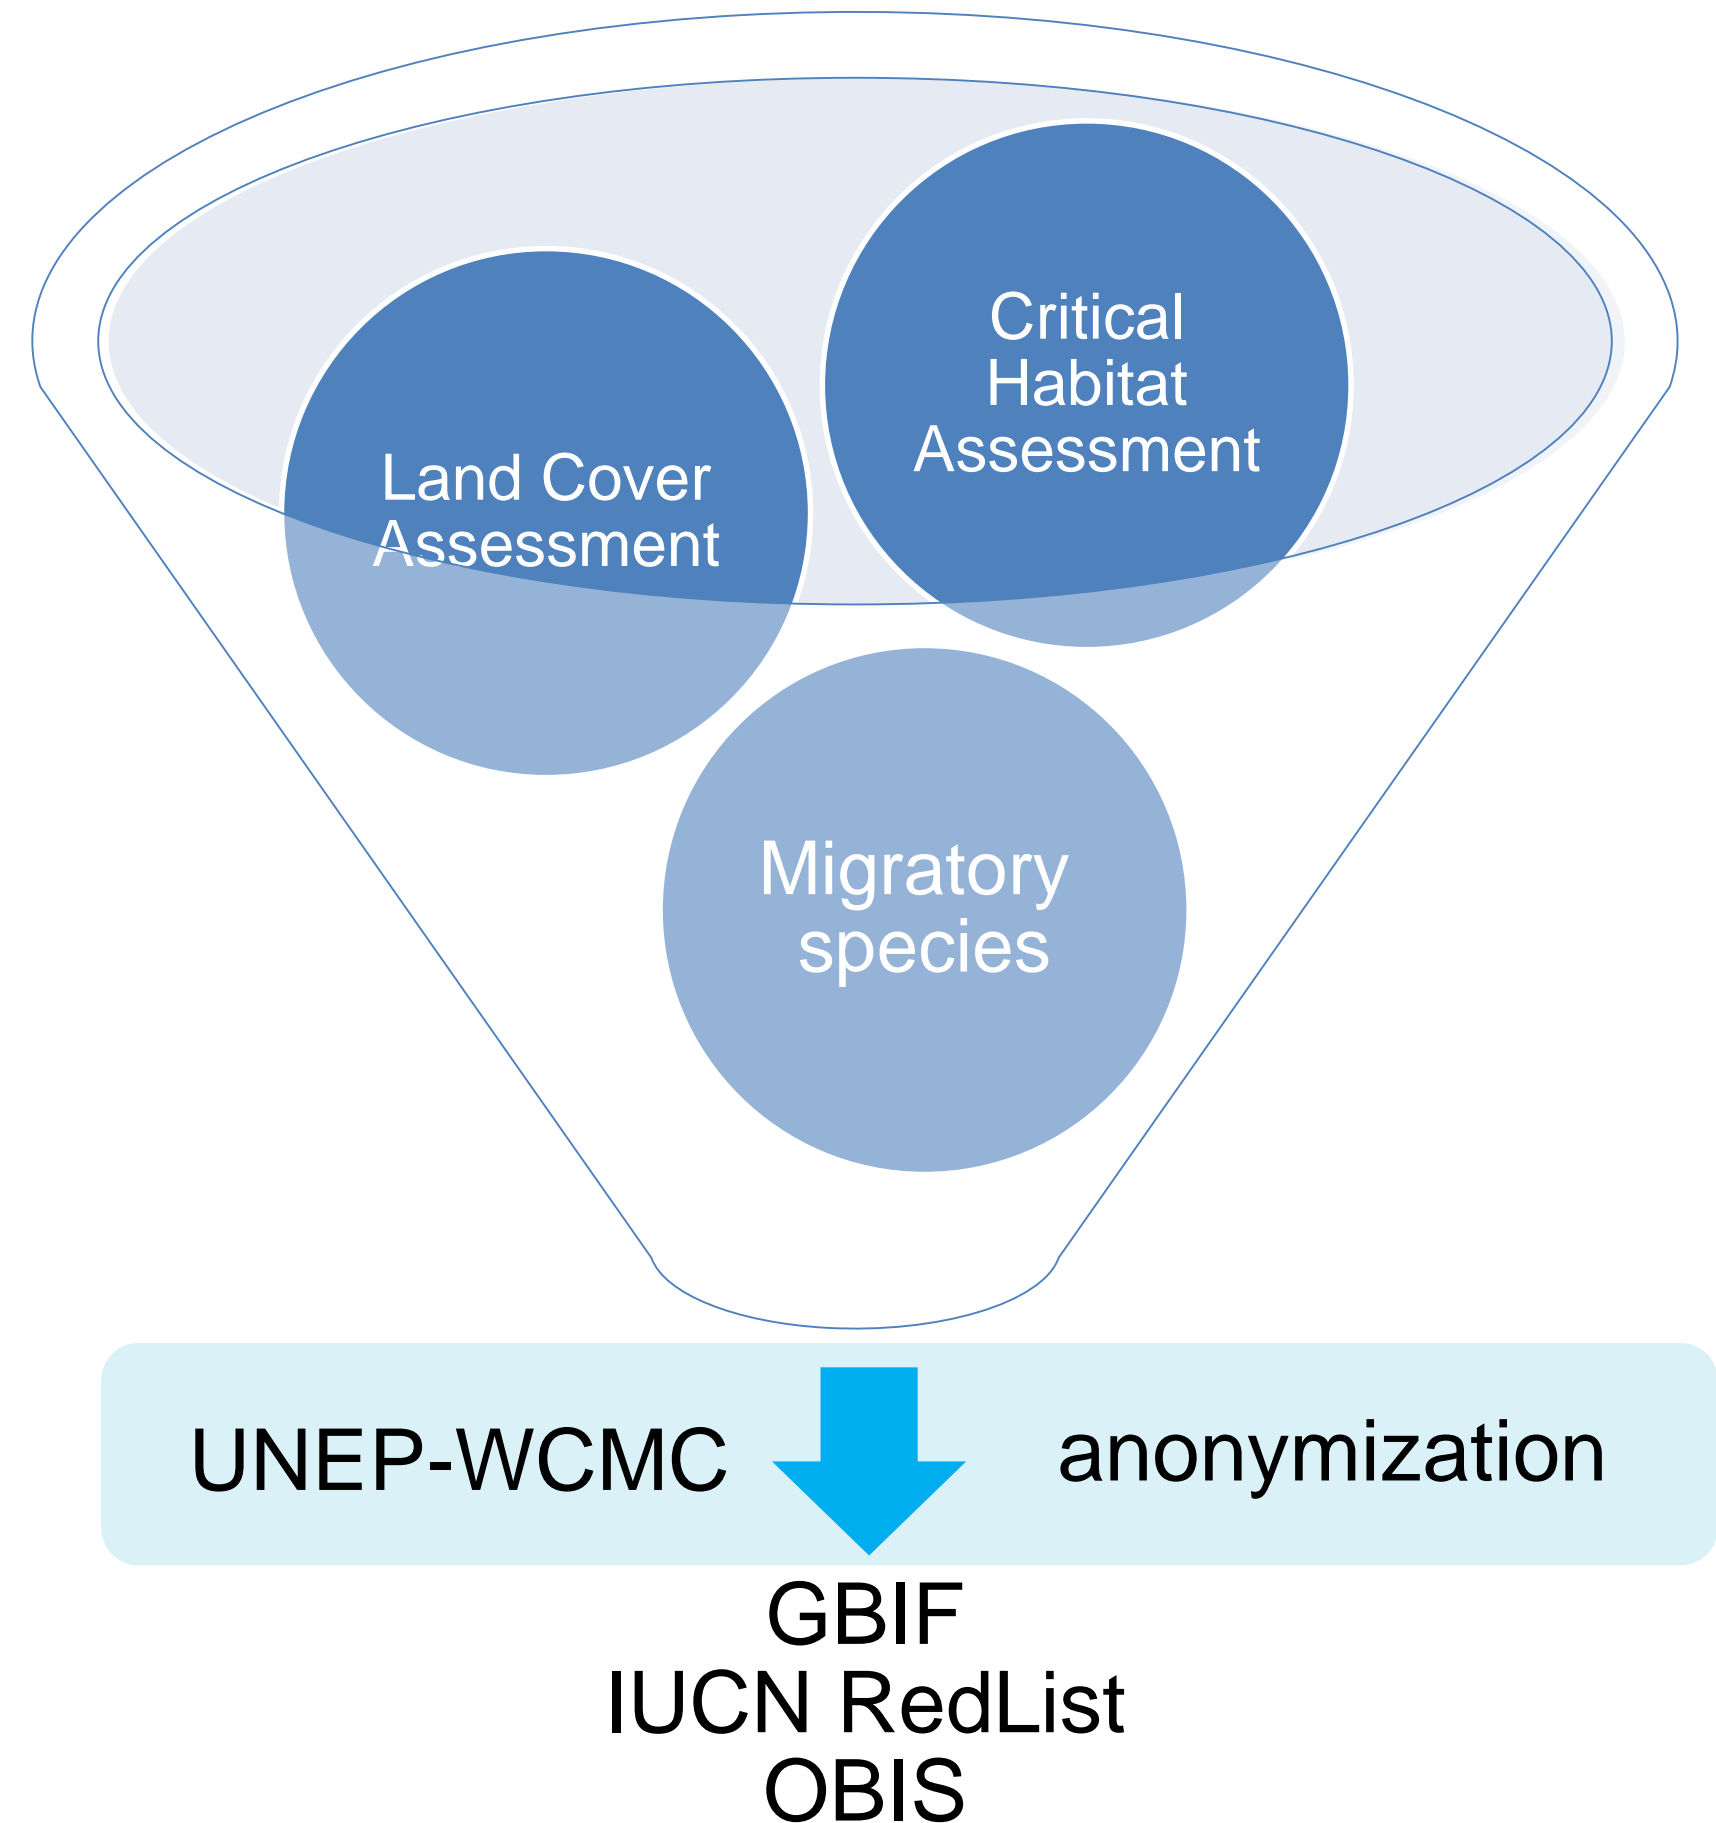 Critical
Habitat
Assessment
Land Cover
Assessment
Migratory
species
UNEP-WCMC
anonymization
GBIF
IUCN RedList
OBIS